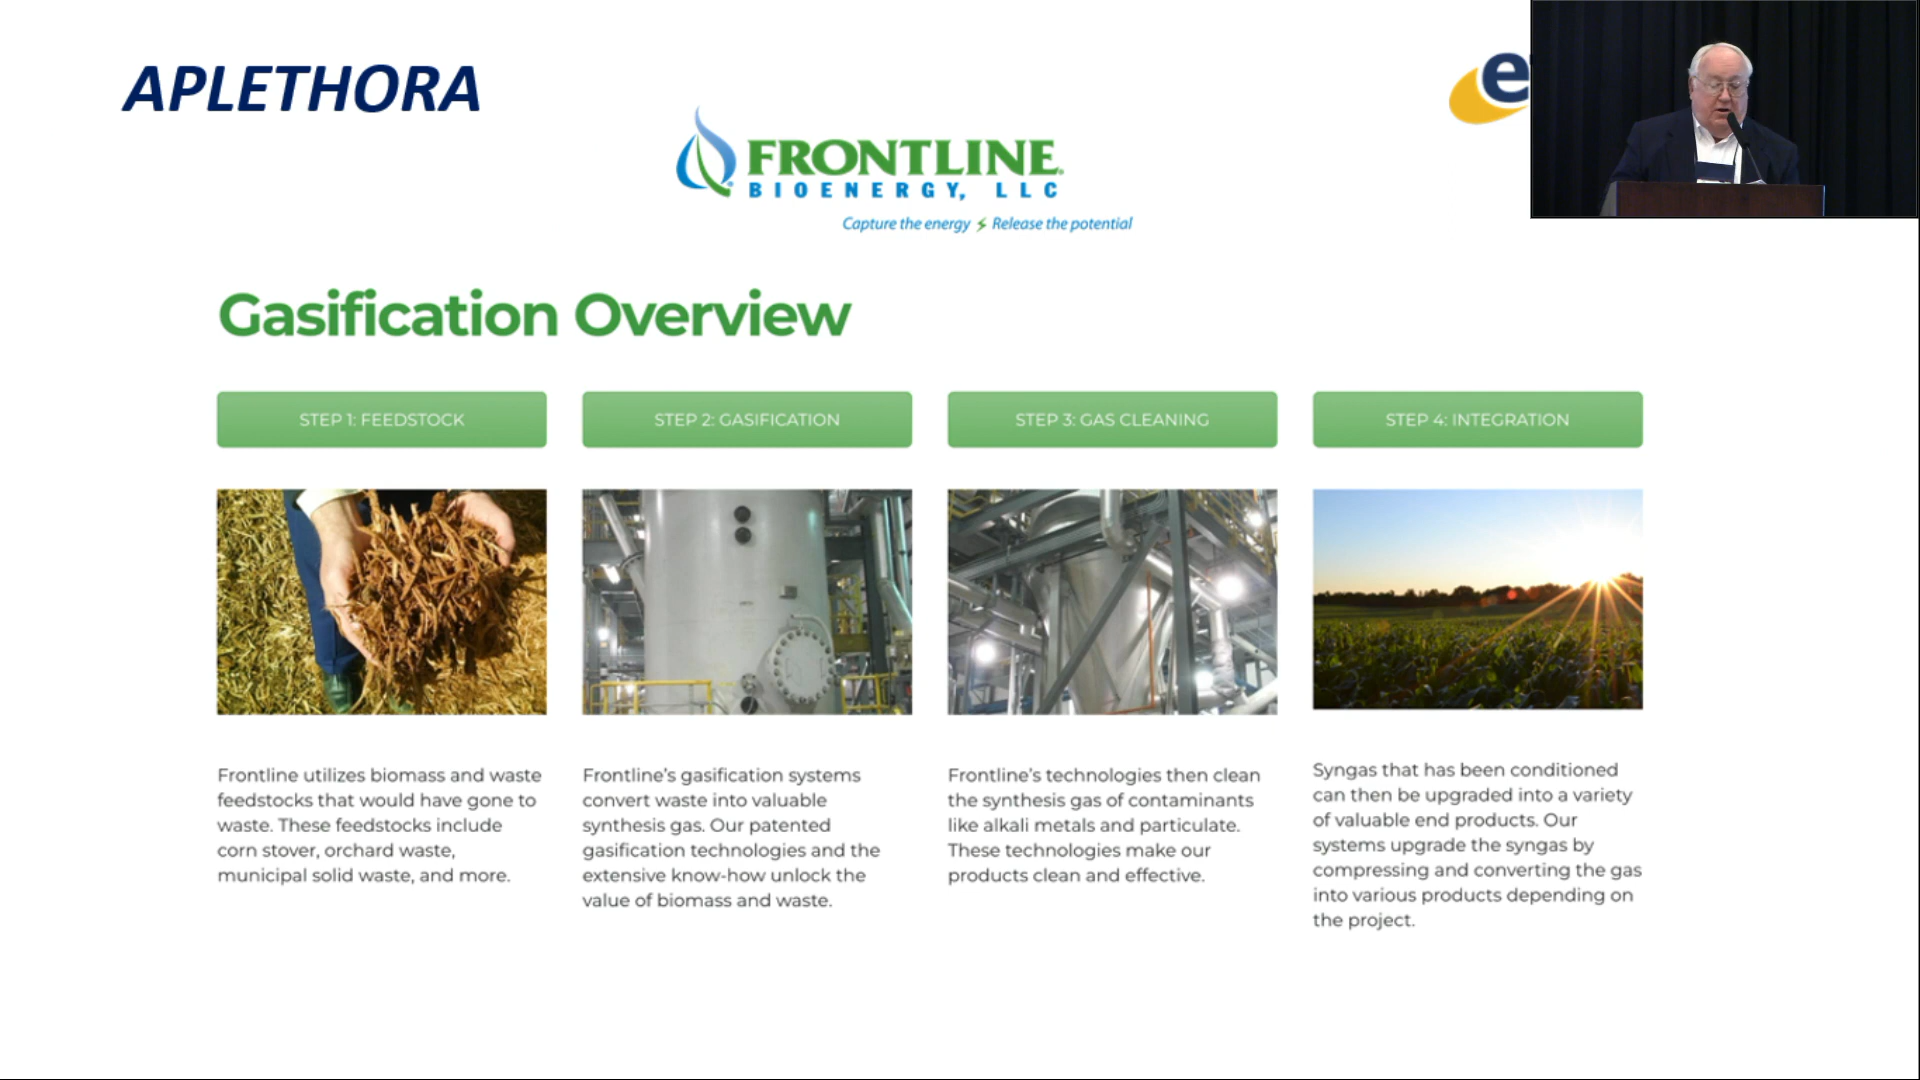 APLETHORA
e
FRONTLINE
BIOENERGY, LLC
Capture the energy Release the potential
Gasification Overview
STEP 1: FEEDSTOCK
STEP 2: GASIFICATION
STEP 3: GAS CLEANING
STEP 4: INTEGRATION
Frontline utilizes biomass and waste
feedstocks that would have gone to
waste. These feedstocks include
corn stover, orchard waste,
municipal solid waste, and more.
Frontline's gasification systems
convert waste into valuable
synthesis gas. Our patented
gasification technologies and the
extensive know-how unlock the
value of biomass and waste.
Frontline's technologies then clean
the synthesis gas of contaminants
like alkali metals and particulate.
These technologies make our
products clean and effective.
Syngas that has been conditioned
can then be upgraded into a variety
of valuable end products. Our
systems upgrade the syngas by
compressing and converting the gas
into various products depending on
the project.